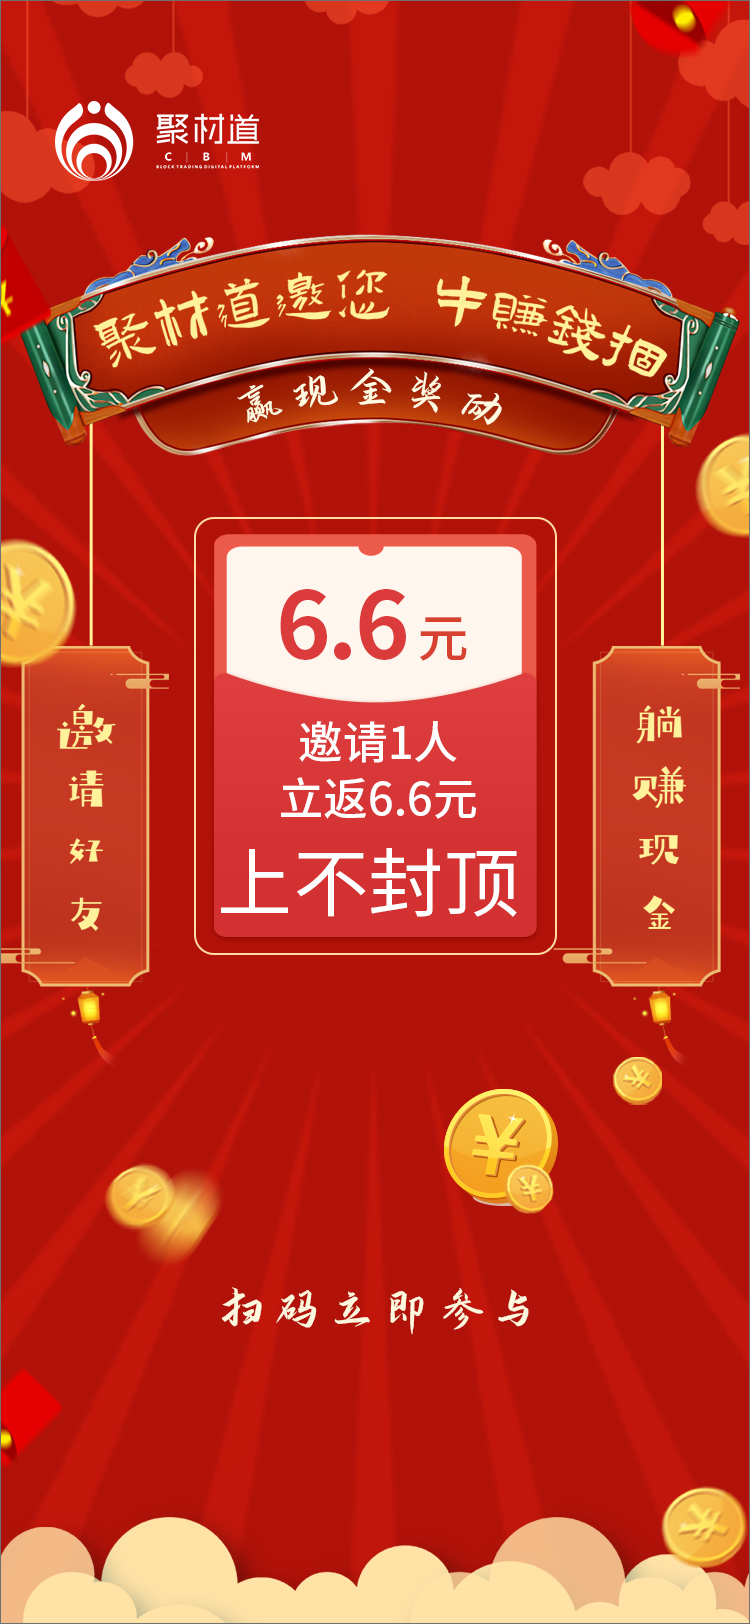 聚材道
C | B | M
BLOCK TRADING DIGITAL PLATFORM
聚材道邀您 牛賺錢捆
赢现金奖励
6.6元
邀请1人
立返6.6元
上不封顶
邀请好友
躺赚现金
扫码立即参与